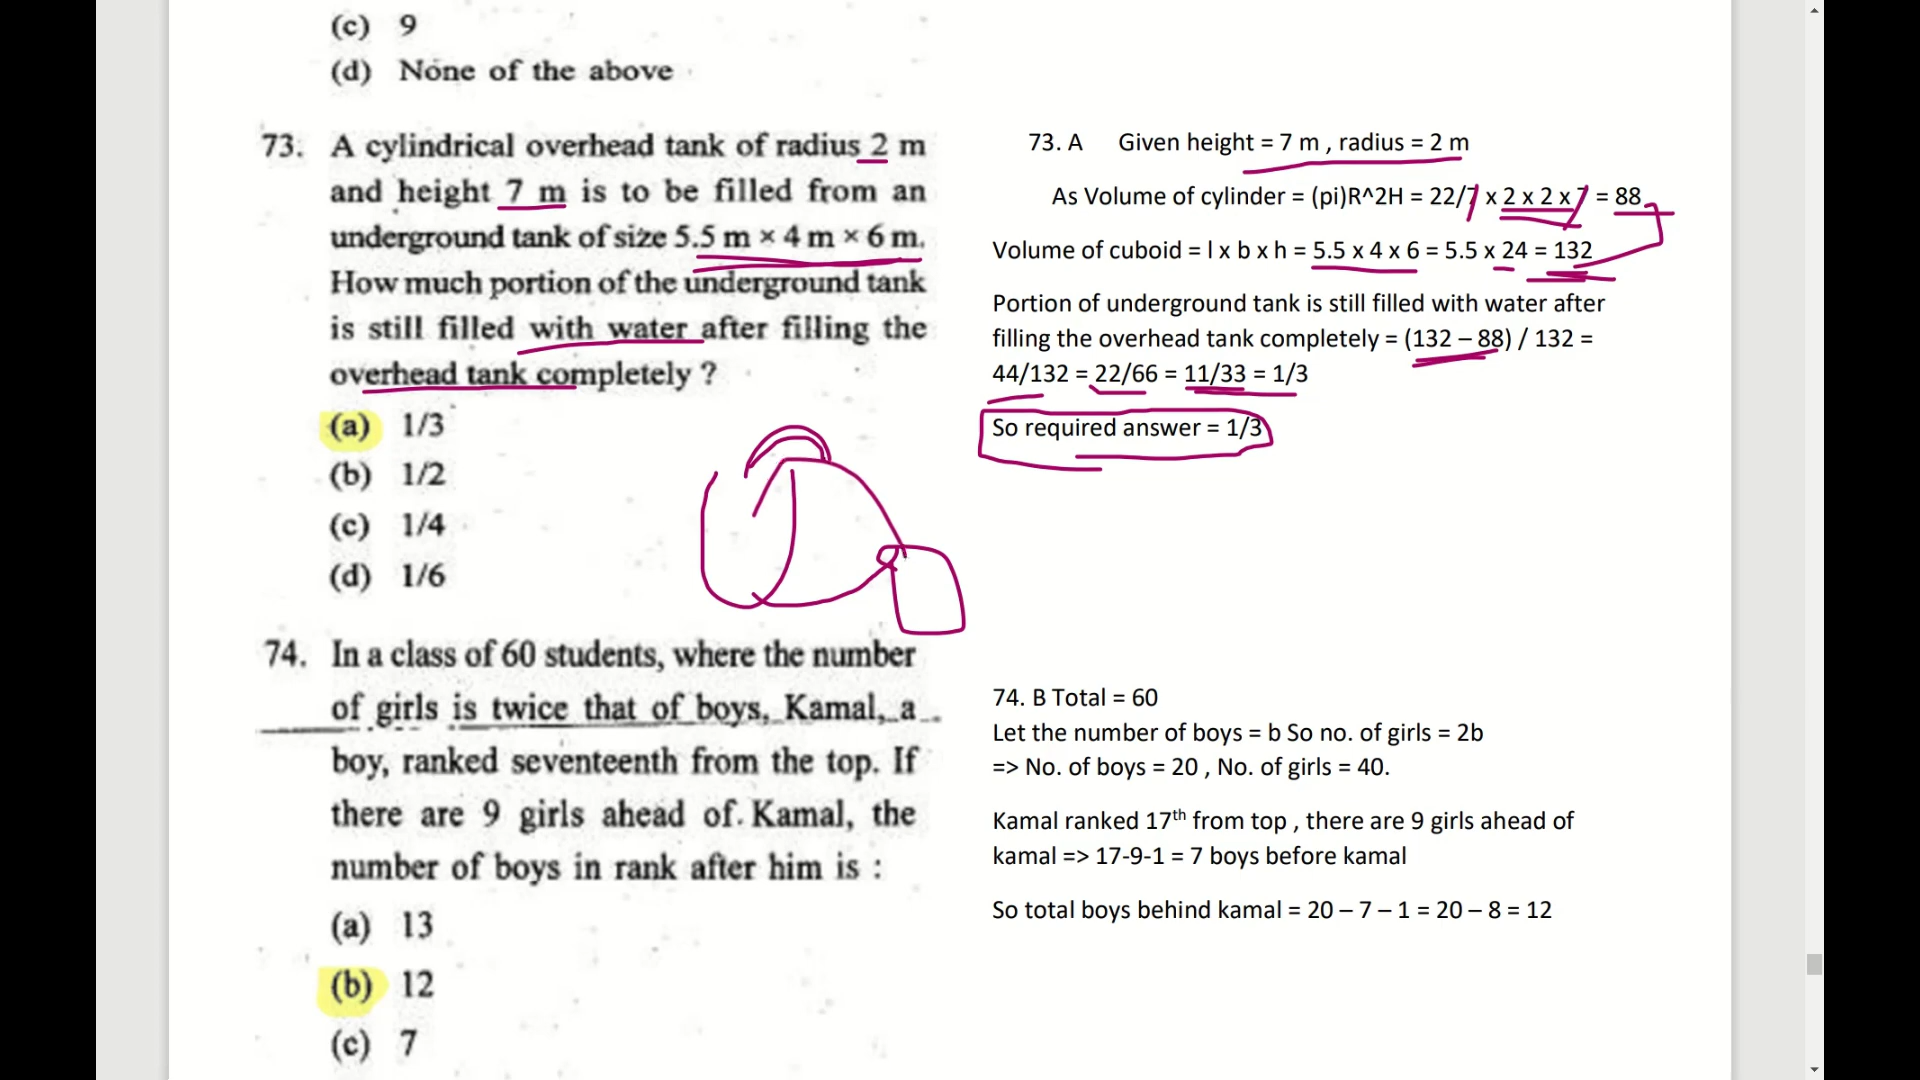 (c) 9
(d) None of the above
73. A cylindrical overhead tank of radius 2 m
and height 7 m is to be filled from an
underground tank of size 5.5 m × 4 m × 6 m.
How much portion of the underground tank
is still filled with water after filling the
overhead tank completely ?
(a) 1/3
(b) 1/2
(c) 1/4
(d) 1/6
74. In a class of 60 students, where the number
of girls is twice that of boys, Kamal, a
boy, ranked seventeenth from the top. If
there are 9 girls ahead of Kamal, the
number of boys in rank after him is :
(a) 13
(b) 12
(c) 7
73. A Given height = 7 m , radius = 2 m
As Volume of cylinder = (pi)R^2H = 22/7 x 2 x 2 x 7 = 88
Volume of cuboid = l x b x h = 5.5 x 4 x 6 = 5.5 x 24 = 132
Portion of underground tank is still filled with water after
filling the overhead tank completely = (132 – 88) / 132 =
44/132 = 22/66 = 11/33 = 1/3
So required answer = 1/3
74. B Total = 60
Let the number of boys = b So no. of girls = 2b
=> No. of boys = 20 , No. of girls = 40.
Kamal ranked 17th from top , there are 9 girls ahead of
kamal => 17-9-1 = 7 boys before kamal
So total boys behind kamal = 20 – 7 – 1 = 20 – 8 = 12